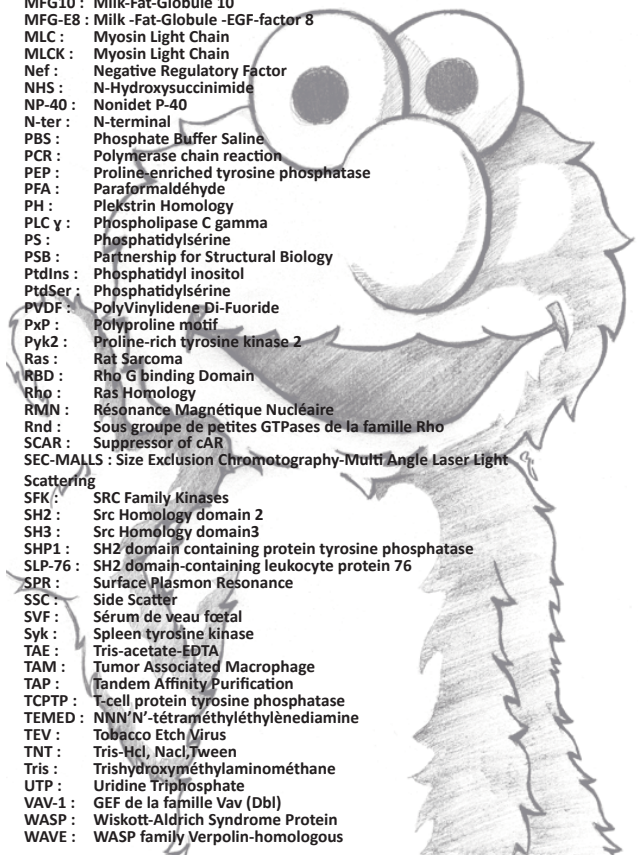 MFG10 : Milk-Fat-Globule 10
MFG-E8 : Milk -Fat-Globule -EGF-factor 8
MLC : Myosin Light Chain
MLCK : Myosin Light Chain
Nef : Negative Regulatory Factor
NHS : N-Hydroxysuccinimide
NP-40 : Nonidet P-40
N-ter : N-terminal
PBS : Phosphate Buffer Saline
PCR : Polymerase chain reaction
PEP : Proline-enriched tyrosine phosphatase
PFA : Paraformaldéhyde
PH : Plekstrin Homology
PLC γ : Phospholipase C gamma
PS : Phosphatidylsérine
PSB : Partnership for Structural Biology
PtdIns : Phosphatidyl inositol
PtdSer : Phosphatidylsérine
PVDF : PolyVinylidene Di-Fuoride
PxP : Polyproline motif
Pyk2 : Proline-rich tyrosine kinase 2
Ras : Rat Sarcoma
RBD : Rho G binding Domain
Rho : Ras Homology
RMN : Résonance Magnétique Nucléaire
Rnd : Sous groupe de petites GTPases de la famille Rho
SCAR : Suppressor of cAR
SEC-MALLS : Size Exclusion Chromotography-Multi Angle Laser Light
Scattering
SFK : SRC Family Kinases
SH2 : Src Homology domain 2
SH3 : Src Homology domain3
SHP1 : SH2 domain containing protein tyrosine phosphatase
SLP-76 : SH2 domain-containing leukocyte protein 76
SPR : Surface Plasmon Resonance
SSC : Side Scatter
SVF : Sérum de veau fœtal
Syk : Spleen tyrosine kinase
TAE : Tris-acetate-EDTA
TAM : Tumor Associated Macrophage
TAP : Tandem Affinity Purification
TCPTP : T-cell protein tyrosine phosphatase
TEMED : NNN'N'-tétraméthyléthylènediamine
TEV : Tobacco Etch Virus
TNT : Tris-Hcl, Nacl,Tween
Tris : Trishydroxyméthylaminométhane
UTP : Uridine Triphosphate
VAV-1 : GEF de la famille Vav (Dbl)
WASP : Wiskott-Aldrich Syndrome Protein
WAVE : WASP family Verpolin-homologous